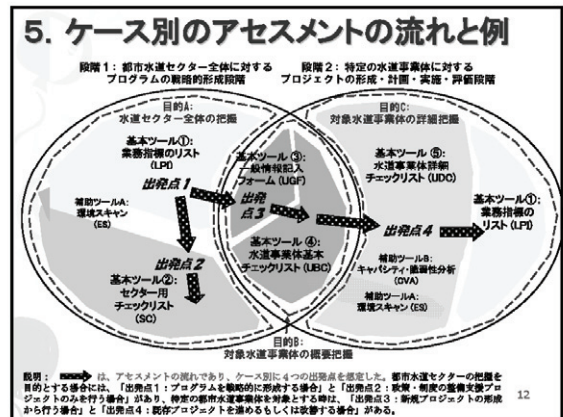 5. ケース別のアセスメントの流れと例
段階1：都市水道セクター全体に対する
プログラムの戦略的形成段階
段階2：特定の水道事業体に対する
プロジェクトの形成・計画・実施・評価段階
目的A:
水道セクター全体の把握
基本ツール①：
業務指標のリスト
(LPI)
出発点1
補助ツールA:
環境スキャン
(ES)
出発点2
基本ツール②：
セクター用
チェックリスト
(SC)
基本ツール③：
一般情報記入
フォーム(UGF)
出発
点3
基本ツール④：
水道事業体基本
チェックリスト(UBC)
目的B:
対象水道事業体の概要把握
目的C:
対象水道事業体の詳細把握
基本ツール⑤：
水道事業体詳細
チェックリスト(UDC)
出発点4
補助ツールB:
キャパシティ・脆弱性分析
(CVA)
補助ツールA:
環境スキャン(ES)
基本ツール①：
業務指標の
リスト(LPI)
説明：は、アセスメントの流れであり、ケース別に4つの出発点を想定した。都市水道セクターの把握を
目的とする場合には、「出発点1：プログラムを戦略的に形成する場合」と「出発点2：政策・制度の整備支援プロジ
ェクトのみを行う場合」があり、特定の都市水道事業体を対象とする時は、「出発点3：新規プロジェクトの形成
から行う場合」と「出発点4：既存プロジェクトを進めるもしくは改善する場合」がある。
12